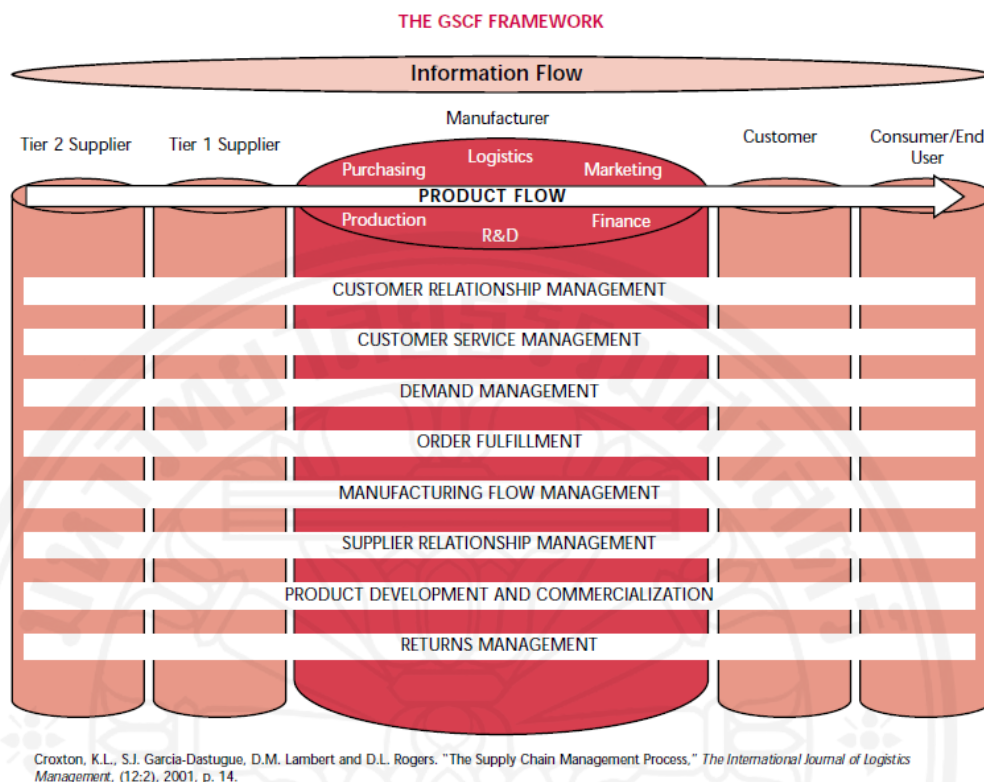 THE GSCF FRAMEWORK
Information Flow
Manufacturer
Tier 2 Supplier
Tier 1 Supplier
Customer
Consumer/End
User
Purchasing
Logistics
Marketing
PRODUCT FLOW
Production
R&D
Finance
CUSTOMER RELATIONSHIP MANAGEMENT
CUSTOMER SERVICE MANAGEMENT
DEMAND MANAGEMENT
ORDER FULFILLMENT
MANUFACTURING FLOW MANAGEMENT
SUPPLIER RELATIONSHIP MANAGEMENT
PRODUCT DEVELOPMENT AND COMMERCIALIZATION
RETURNS MANAGEMENT
Croxton, K.L., S.J. Garcia-Dastugue, D.M. Lambert and D.L. Rogers. "The Supply Chain Management Process," The International Journal of Logistics
Management, (12:2), 2001, p. 14.